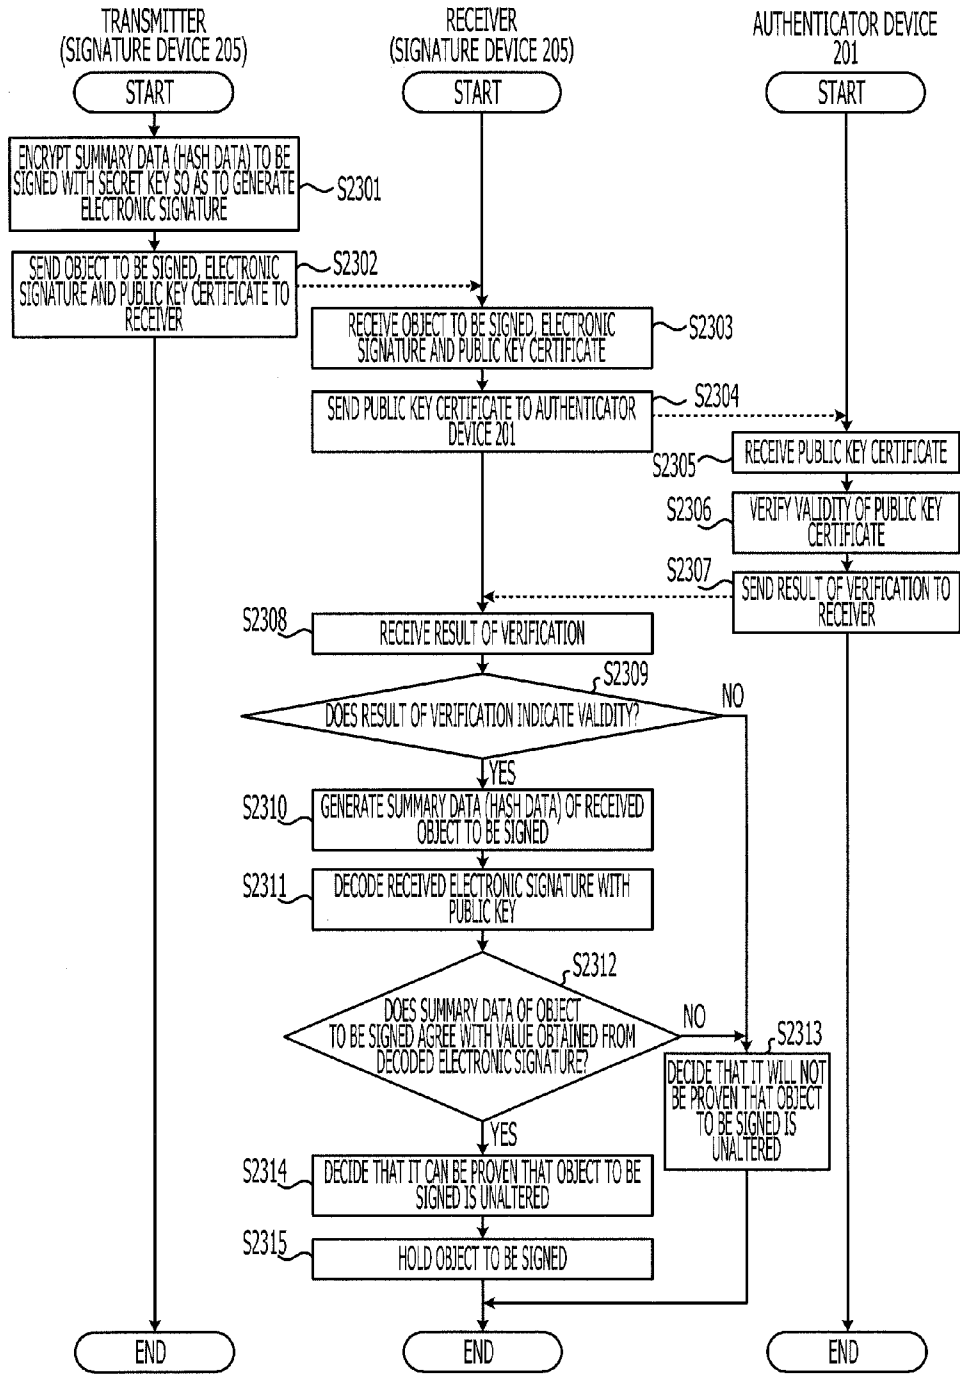 TRANSMITTER
(SIGNATURE DEVICE 205)
RECEIVER
(SIGNATURE DEVICE 205)
AUTHENTICATOR DEVICE
201
START
START
START
ENCRYPT SUMMARY DATA (HASH DATA) TO BE
SIGNED WITH SECRET KEY SO AS TO GENERATE
ELECTRONIC SIGNATURE
S2301
SEND OBJECT TO BE SIGNED, ELECTRONIC
SIGNATURE AND PUBLIC KEY CERTIFICATE TO
RECEIVER
S2302
RECEIVE OBJECT TO BE SIGNED, ELECTRONIC
SIGNATURE AND PUBLIC KEY CERTIFICATE
S2303
SEND PUBLIC KEY CERTIFICATE TO AUTHENTICATOR
DEVICE 201
S2304
RECEIVE PUBLIC KEY CERTIFICATE
S2305
VERIFY VALIDITY OF PUBLIC KEY
CERTIFICATE
S2306
SEND RESULT OF VERIFICATION TO
RECEIVER
S2307
S2308
RECEIVE RESULT OF VERIFICATION
S2309
DOES RESULT OF VERIFICATION INDICATE VALIDITY?
NO
YES
S2310
GENERATE SUMMARY DATA (HASH DATA) OF RECEIVED
OBJECT TO BE SIGNED
S2311
DECODE RECEIVED ELECTRONIC SIGNATURE WITH
PUBLIC KEY
S2312
DOES SUMMARY DATA OF OBJECT
TO BE SIGNED AGREE WITH VALUE OBTAINED FROM
DECODED ELECTRONIC SIGNATURE?
NO
YES
S2313
DECIDE THAT IT WILL NOT
BE PROVEN THAT OBJECT
TO BE SIGNED IS
UNALTERED
S2314
DECIDE THAT IT CAN BE PROVEN THAT OBJECT TO BE
SIGNED IS UNALTERED
S2315
HOLD OBJECT TO BE SIGNED
END
END
END